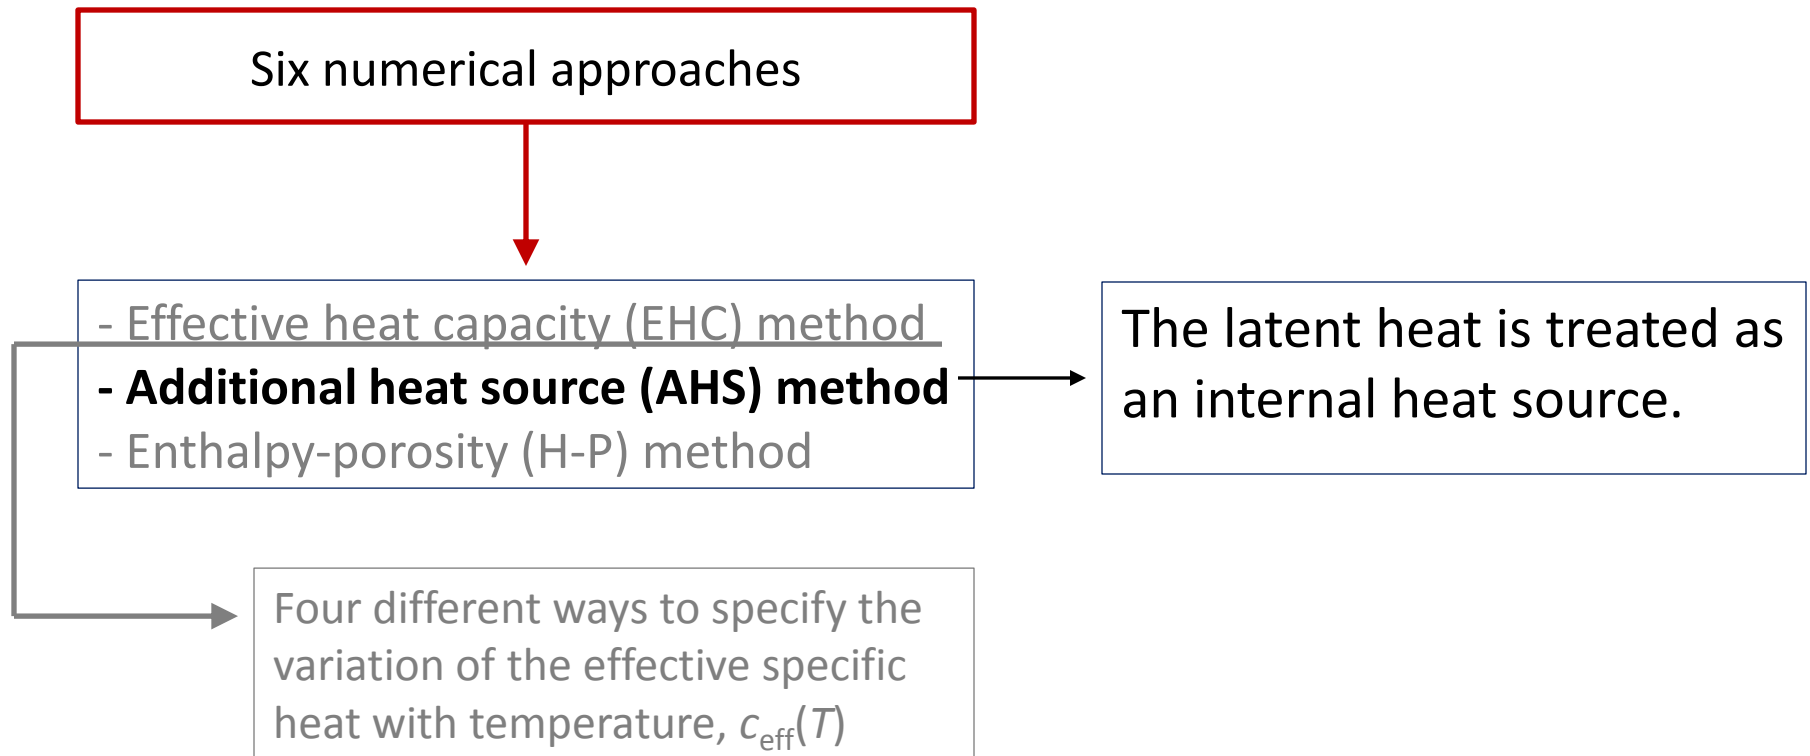 Six numerical approaches
- Effective heat capacity (EHC) method
- Additional heat source (AHS) method
- Enthalpy-porosity (H-P) method
The latent heat is treated as
an internal heat source.
Four different ways to specify the
variation of the effective specific
heat with temperature, c_eff(T)